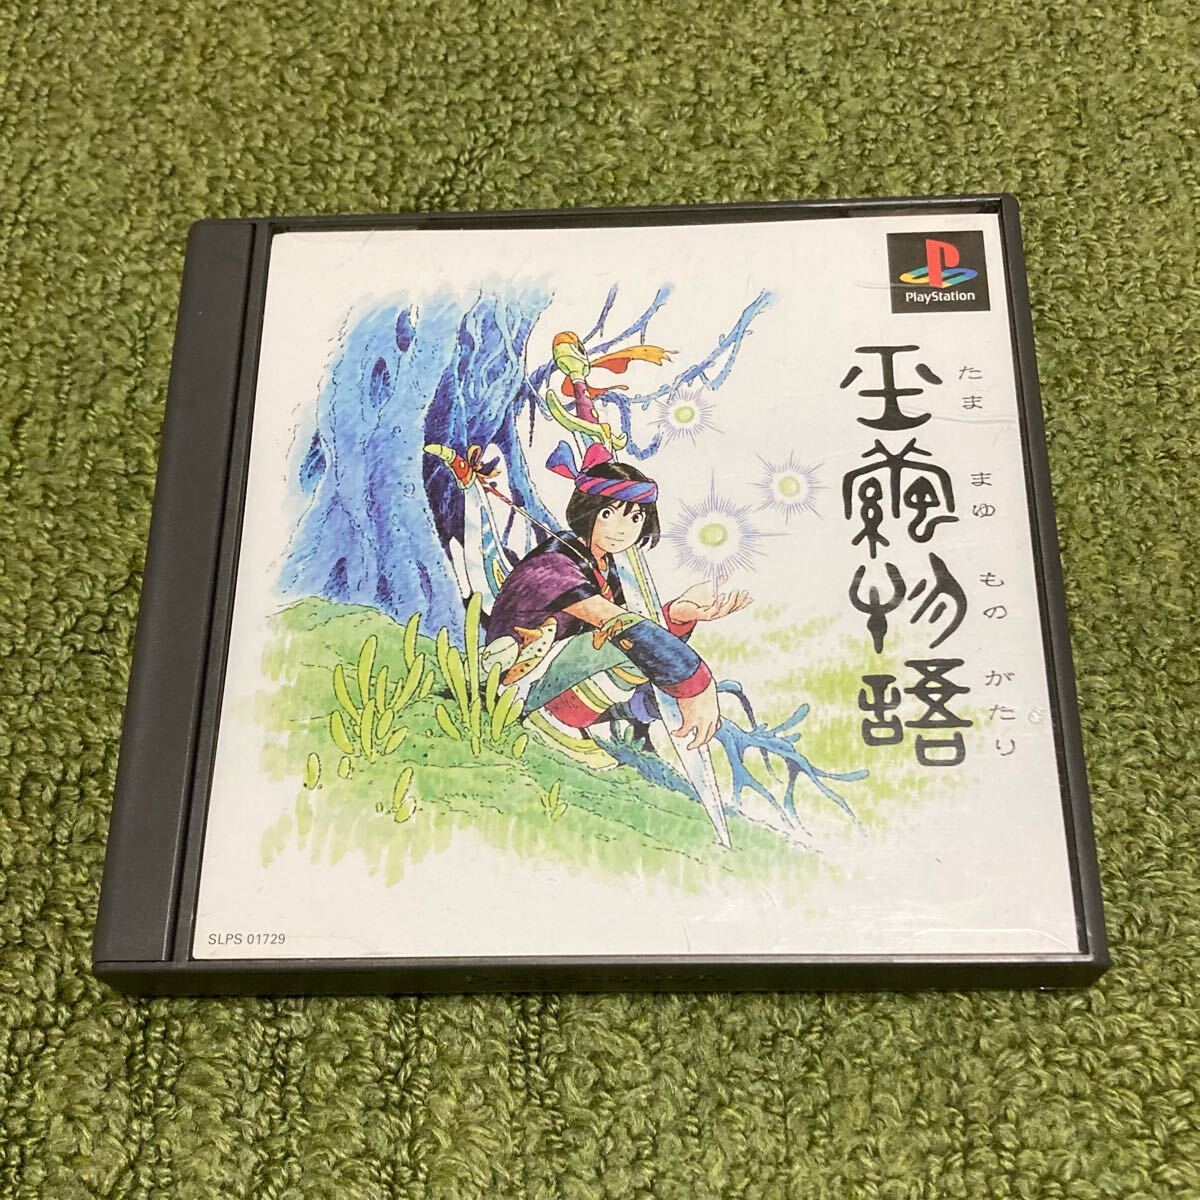 PlayStation
玉繭物語
たま まゆ もの がたり
SLPS 01729